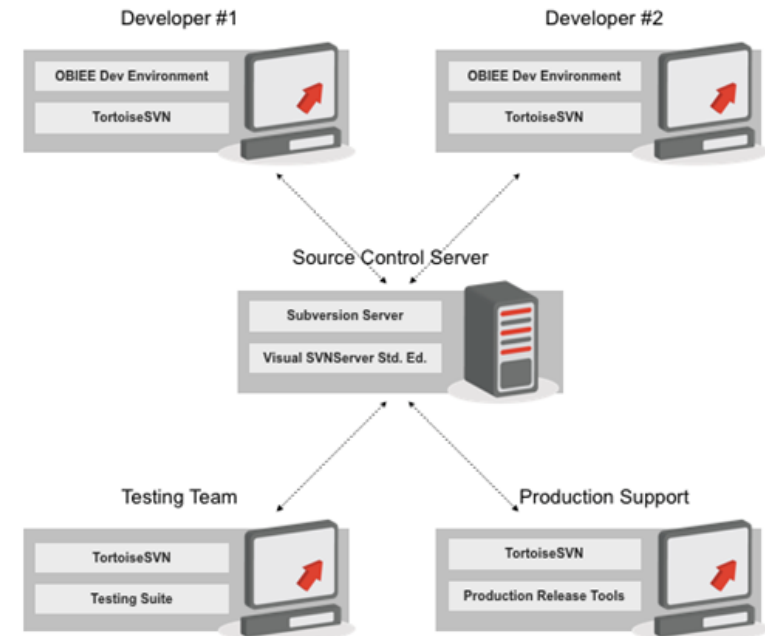 Developer #1
Developer #2
OBIEE Dev Environment
OBIEE Dev Environment
TortoiseSVN
TortoiseSVN
Source Control Server
Subversion Server
Visual SVNServer Std. Ed.
Testing Team
Production Support
TortoiseSVN
TortoiseSVN
Testing Suite
Production Release Tools